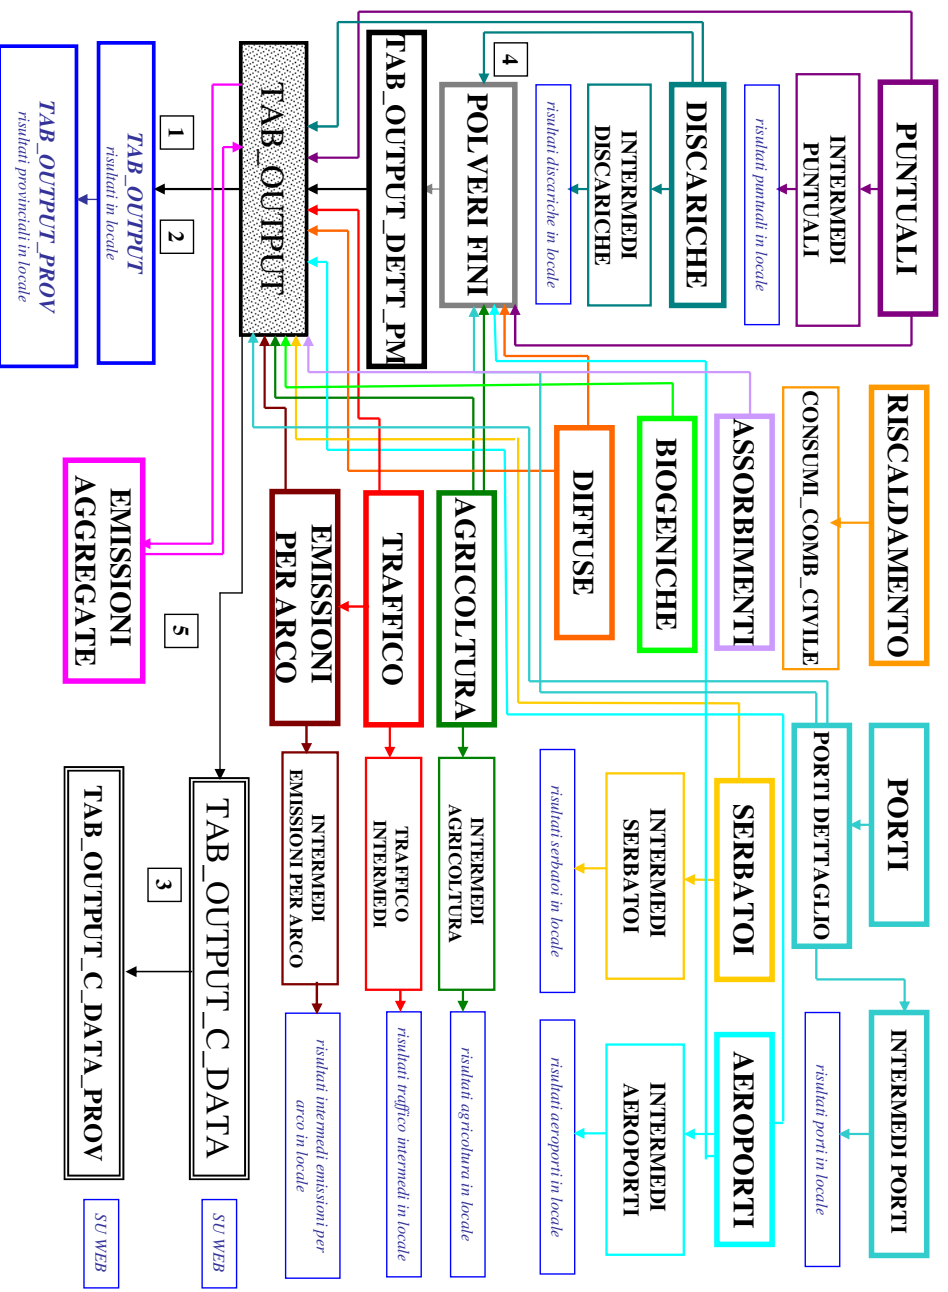 PUNTUALI
INTERMEDI
PUNTUALI
risultati puntuali in locale
DISCARICHE
INTERMEDI
DISCARICHE
risultati discariche in locale
4
POLVERI FINI
TAB_OUTPUT_DETT_PM
TAB_OUTPUT
1
2
TAB_OUTPUT
risultati in locale
TAB_OUTPUT_PROV
risultati provinciali in locale
RISCALDAMENTO
CONSUMI_COMB_CIVILE
ASSORBIMENTI
BIOGENICHE
DIFFUSE
AGRICOLTURA
TRAFFICO
EMISSIONI
PER ARCO
EMISSIONI
AGGREGATE
5
PORTI
PORTI DETTAGLIO
SERBATOI
INTERMEDI
SERBATOI
risultati serbatoi in locale
INTERMEDI
AGRICOLTURA
TRAFFICO
INTERMEDI
INTERMEDI
EMISSIONI PER ARCO
TAB_OUTPUT_C_DATA
3
TAB_OUTPUT_C_DATA_PROV
INTERMEDI PORTI
risultati porti in locale
AEROPORTI
INTERMEDI
AEROPORTI
risultati aeroporti in locale
risultati agricoltura in locale
risultati traffico intermedi in locale
risultati intermedi emissioni per
arco in locale
SU WEB
SU WEB